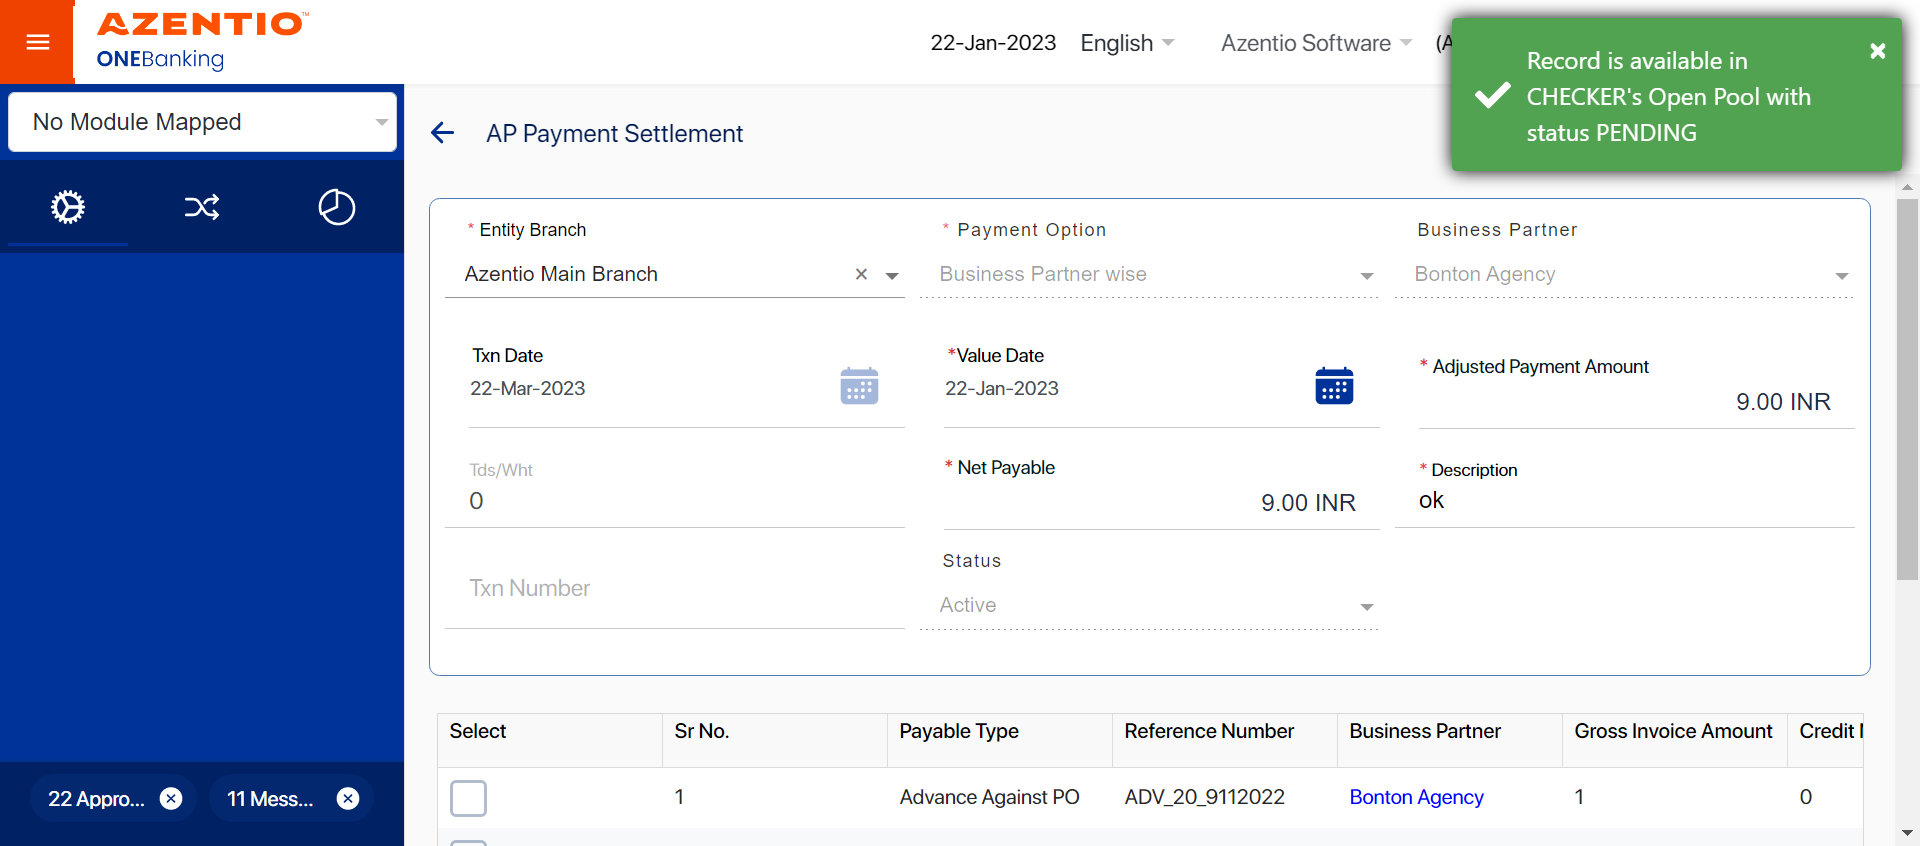 AZENTIO™
ONEBanking
22-Jan-2023
English
Azentio Software
(A
Record is available in
CHECKER's Open Pool with
status PENDING
No Module Mapped
AP Payment Settlement
* Entity Branch
Azentio Main Branch
* Payment Option
Business Partner wise
Business Partner
Bonton Agency
Txn Date
22-Mar-2023
*Value Date
22-Jan-2023
* Adjusted Payment Amount
9.00 INR
Tds/Wht
0
* Net Payable
9.00 INR
* Description
ok
Txn Number
Status
Active
Select Sr No. Payable Type Reference Number Business Partner Gross Invoice Amount Credit
1 Advance Against PO ADV_20_9112022 Bonton Agency 1 0
22 Appro...
11 Mess...